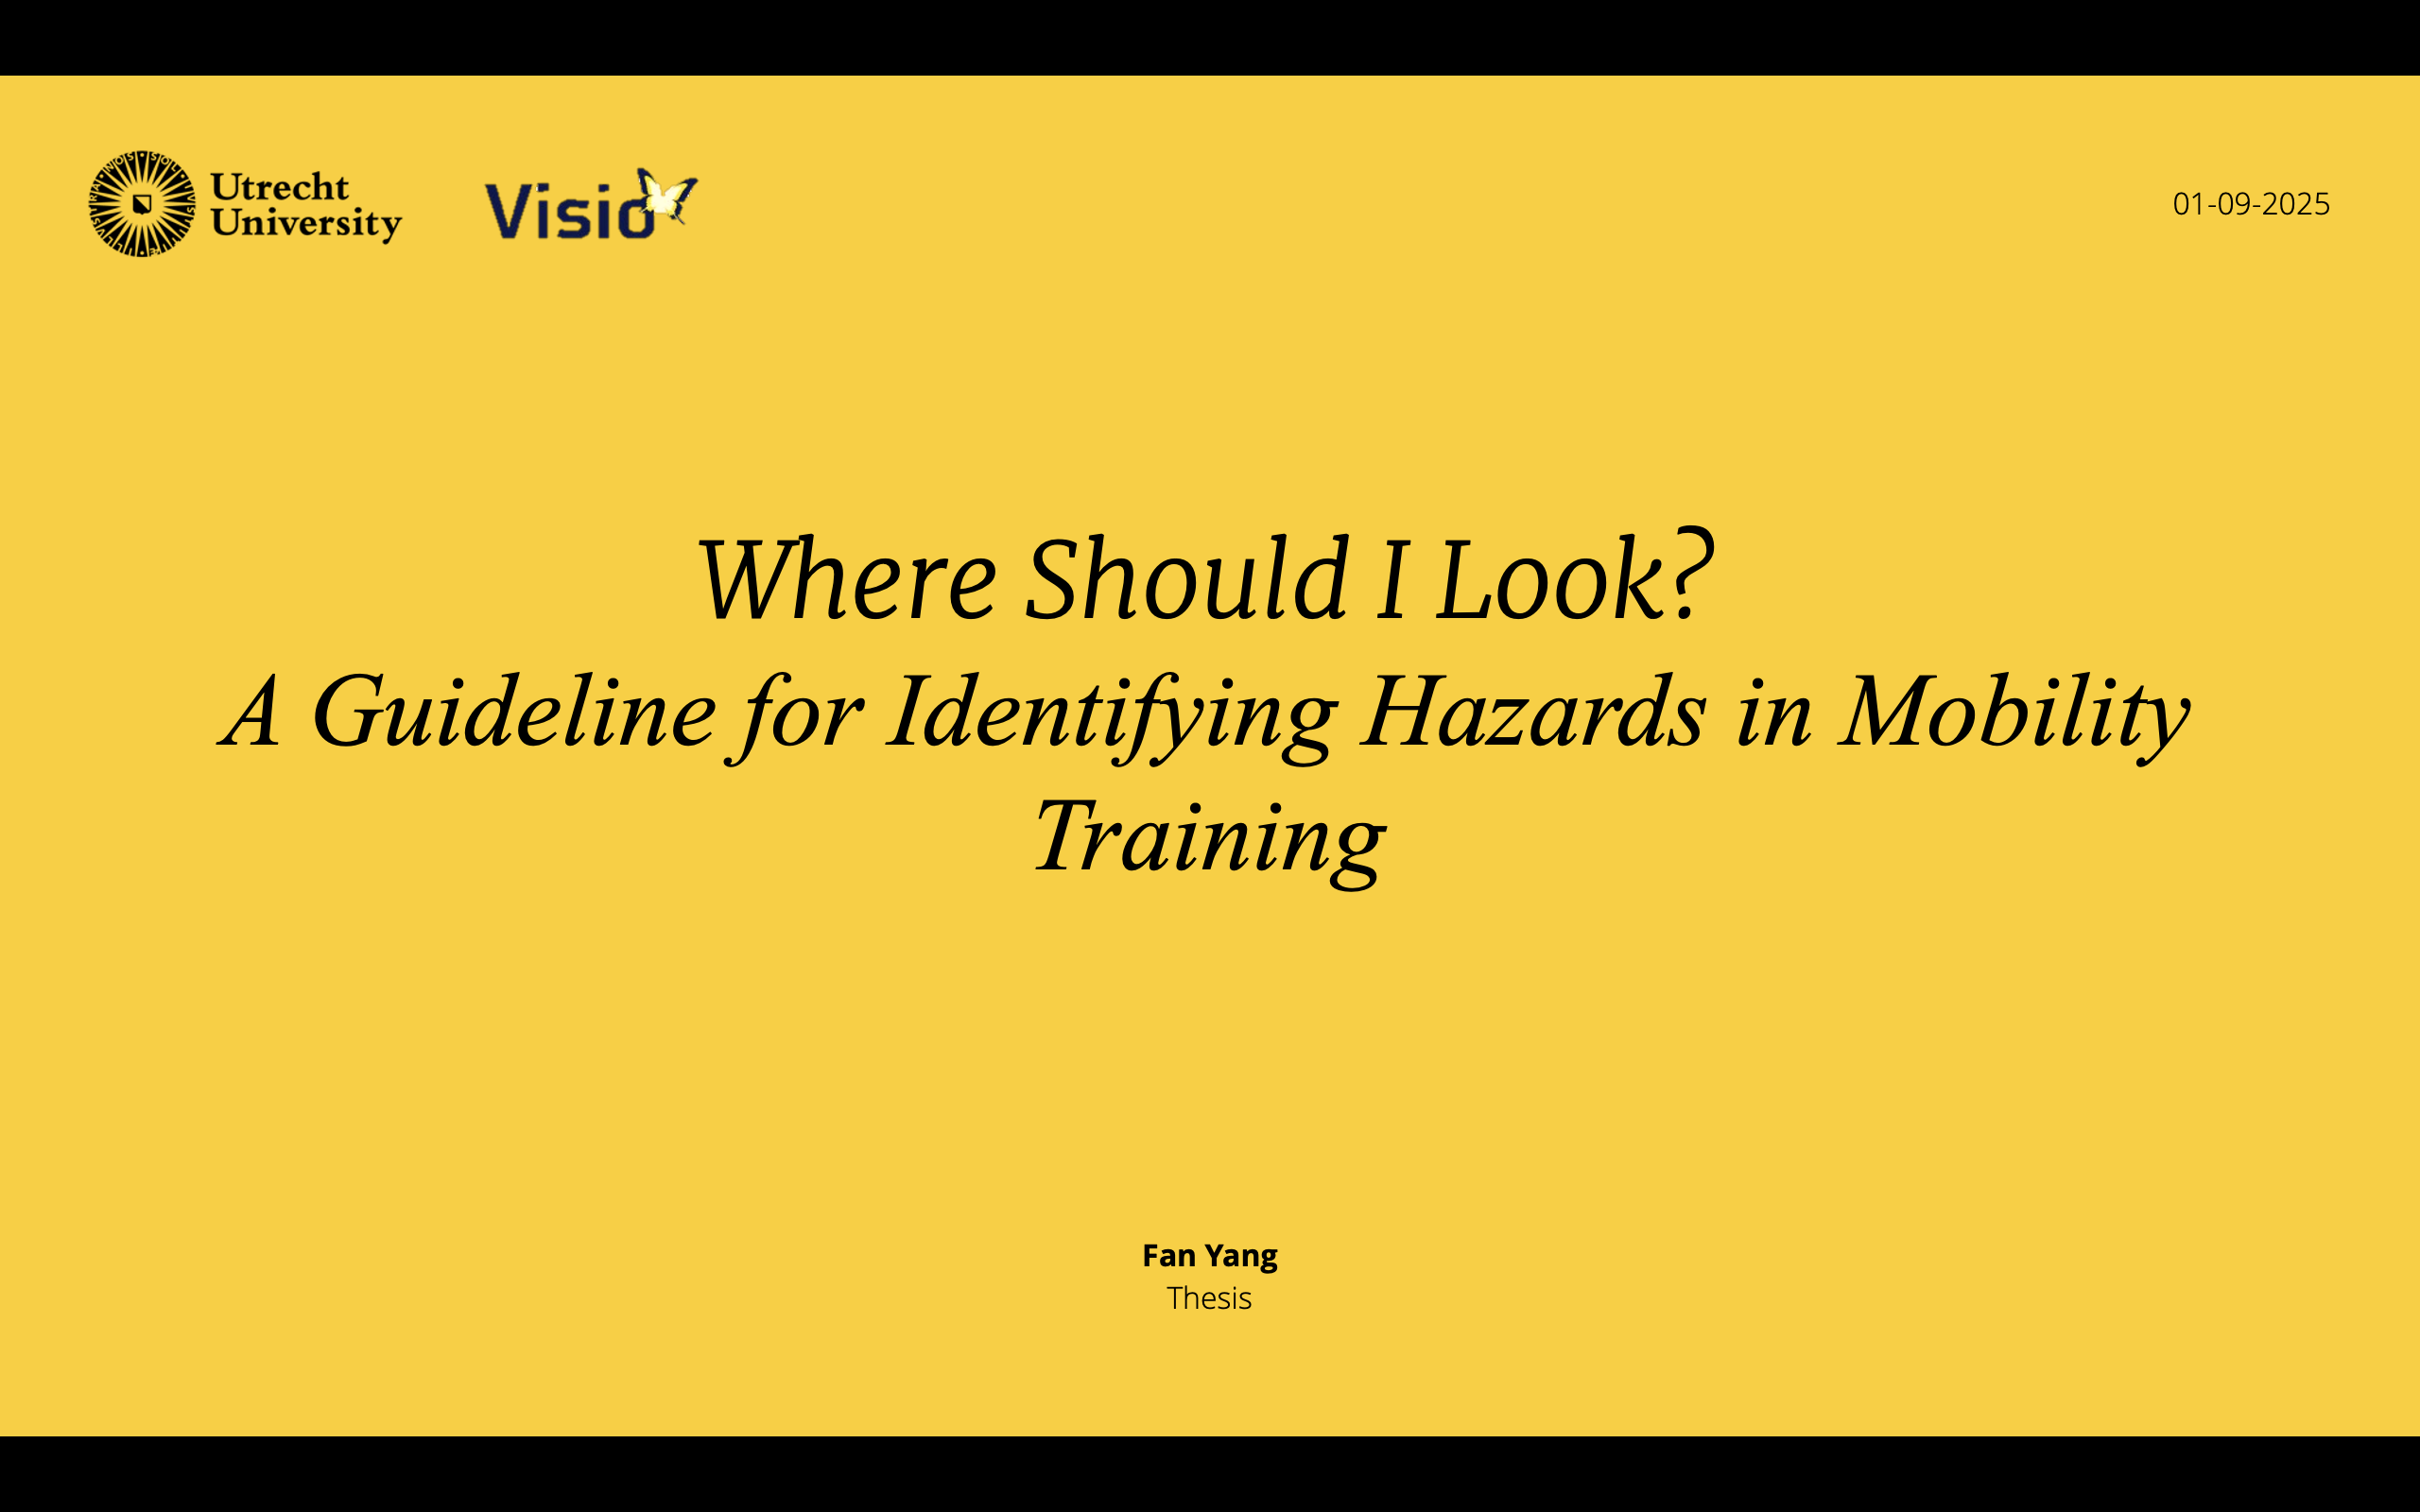 Utrecht
University
Visio
01-09-2025
Where Should I Look?
A Guideline for Identifying Hazards in Mobility
Training
Fan Yang
Thesis